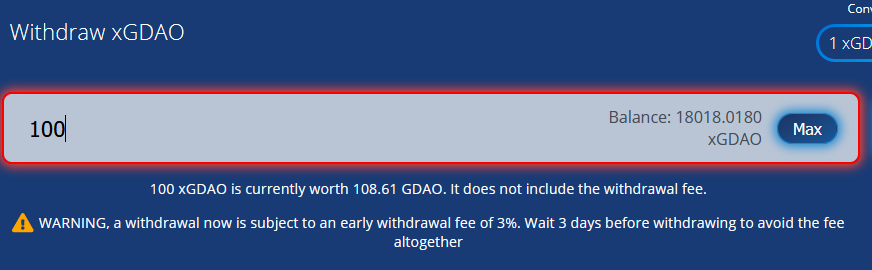 Conv
Withdraw xGDAO
1 xGD
100
Balance: 18018.0180
xGDAO
Max
100 xGDAO is currently worth 108.61 GDAO. It does not include the withdrawal fee.
WARNING, a withdrawal now is subject to an early withdrawal fee of 3%. Wait 3 days before withdrawing to avoid the fee
altogether